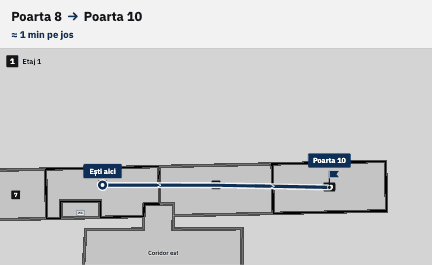 Poarta 8 → Poarta 10
≈ 1 min pe jos
1 Etaj 1
Poarta 10
Ești aici
7
Coridor est